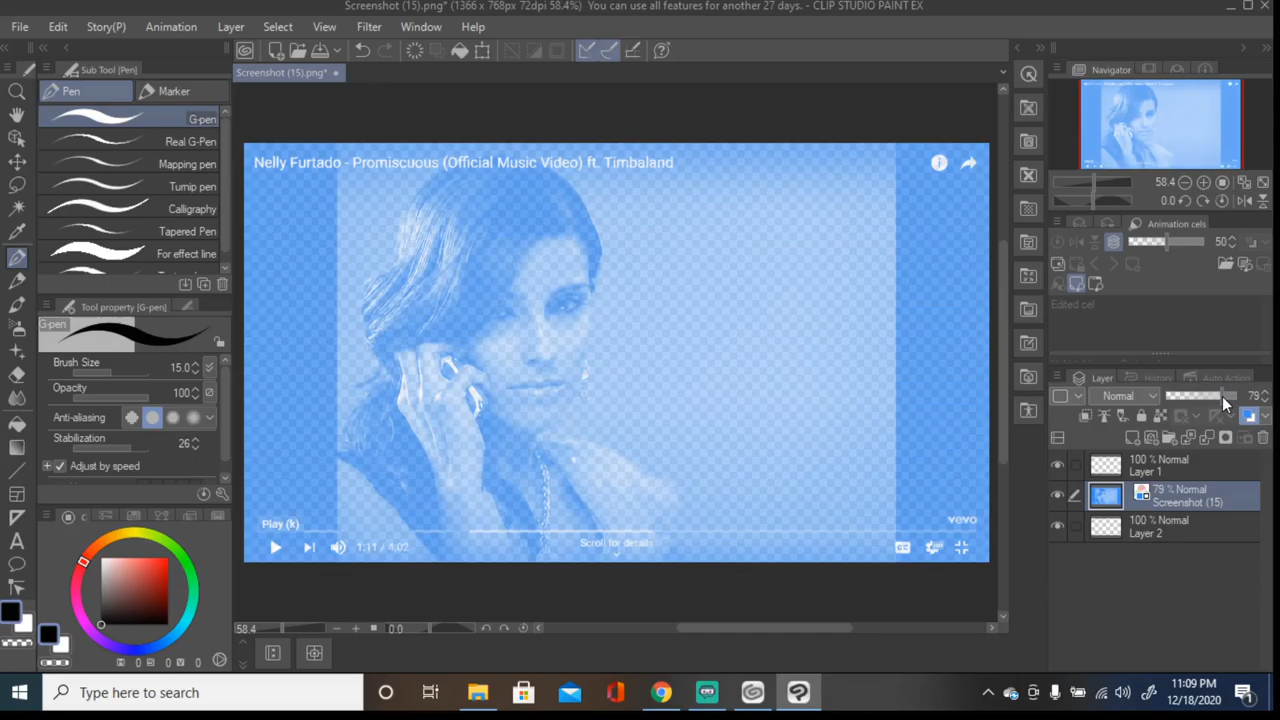 Screenshot (15).png* (1366 x 768px 72dpi 58.4%) You can use all features for another 27 days. - CLIP STUDIO PAINT EX
File Edit Story(P) Animation Layer Select View Filter Window Help
Sub Tool [Pen]
Pen Marker
G-pen
Real G-Pen
Mapping pen
Turnip pen
Calligraphy
Tapered Pen
For effect line
Tool property [G-pen]
G-pen
Brush Size 15.0
Opacity 100
Anti-aliasing
Stabilization 26
Adjust by speed
H 0 S 0 V 0
Screenshot (15).png*
Nelly Furtado - Promiscuous (Official Music Video) ft. Timbaland
Play (k)
vevo
1:11 / 4:02
Scroll for details
CC
58.4 0.0
Navigator
58.4
0.0
Animation cels
50
Edited cel
Layer History Auto Action
Normal 79
100 % Normal
Layer 1
79 % Normal
Screenshot (15)
100 % Normal
Layer 2
Type here to search
11:09 PM
12/18/2020